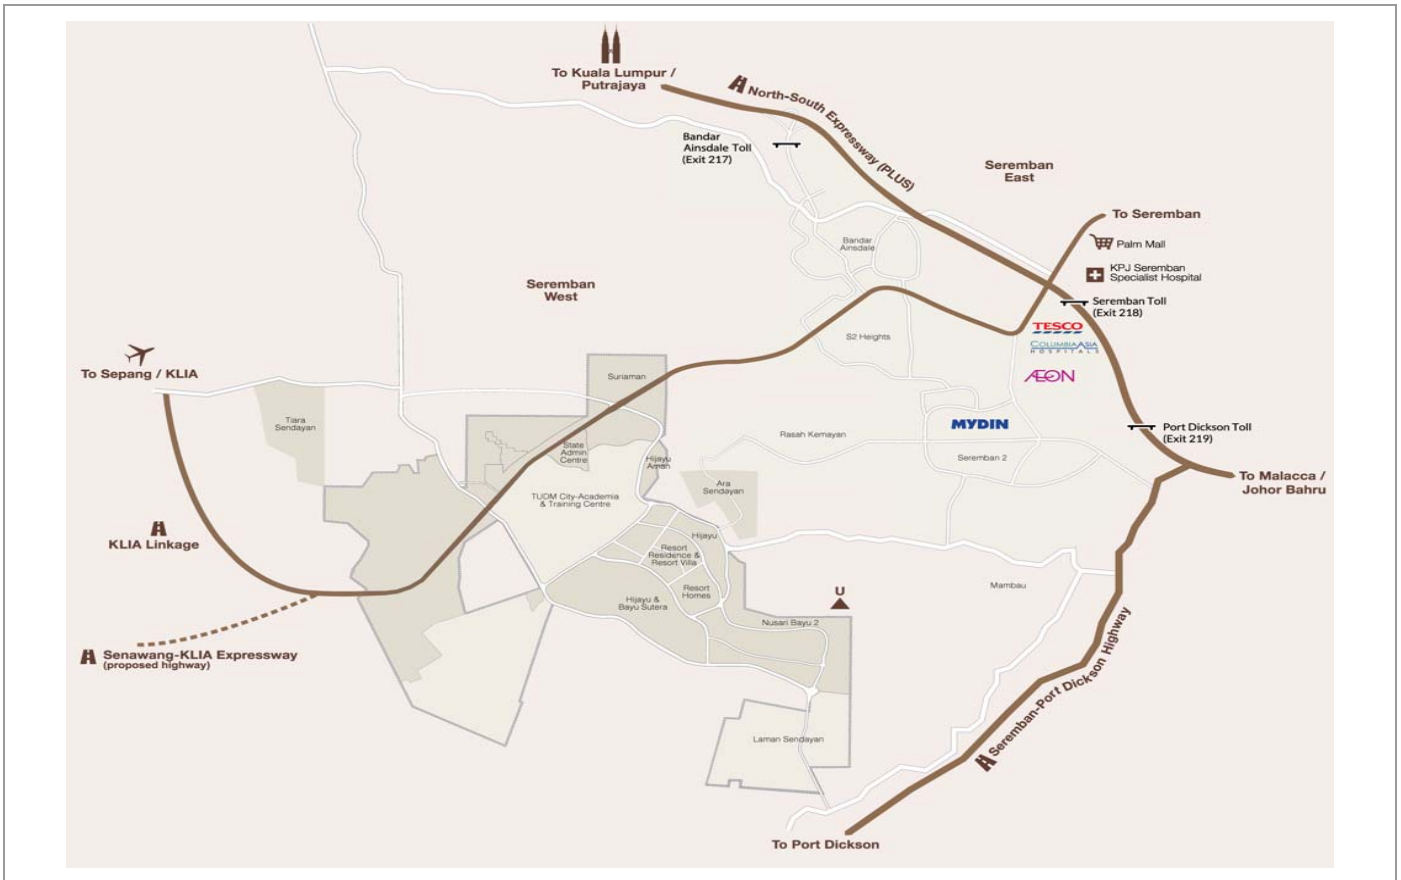 To Kuala Lumpur /
Putrajaya
North-South Expressway (PLUS)
Bandar
Ainsdale Toll
(Exit 217)
Seremban
East
To Seremban
Palm Mall
KPJ Seremban
Specialist Hospital
Bandar
Ainsdale
Seremban
West
Seremban Toll
(Exit 218)
TESCO
COLUMBIA ASIA
HOSPITALS
S2 Heights
AEON
To Sepang / KLIA
Suriaman
Tiara
Sendayan
MYDIN
Port Dickson Toll
(Exit 219)
Rasah Kemayan
State
Admin
Centre
Hijayu
Aman
Seremban 2
To Malacca /
Johor Bahru
Ara
Sendayan
TUDM City-Academia
& Training Centre
KLIA Linkage
Hijayu
Resort
Residence &
Resort Villa
Mambau
Resort
Homes
Hijayu &
Bayu Sutera
U
Nusari Bayu 2
Senawang-KLIA Expressway
(proposed highway)
Seremban-Port Dickson Highway
Laman Sendayan
To Port Dickson